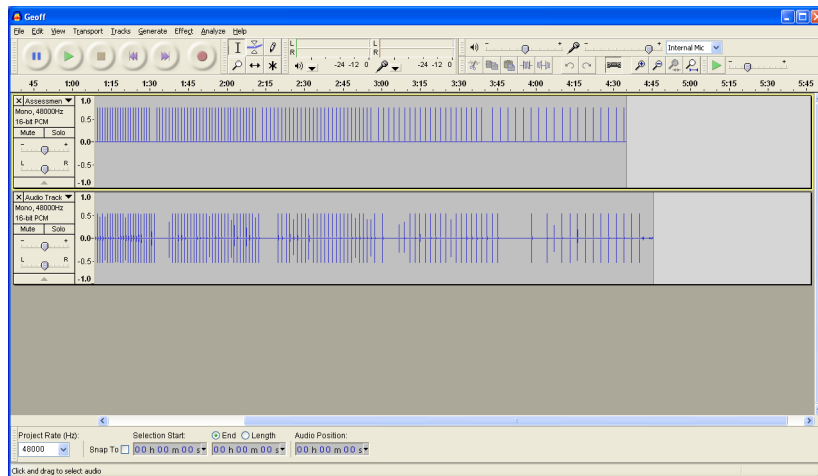 Geoff
File Edit View Transport Tracks Generate Effect Analyze Help
L R -24 -12 0 L R -24 -12 0 Internal Mic
45 1:00 1:15 1:30 1:45 2:00 2:15 2:30 2:45 3:00 3:15 3:30 3:45 4:00 4:15 4:30 4:45 5:00 5:15 5:30 5:45
Assessmen 1.0
Mono, 48000Hz
16-bit PCM 0.5
Mute Solo
- + 0.0
L R -0.5
-1.0
Audio Track 1.0
Mono, 48000Hz
16-bit PCM 0.5
Mute Solo
- + 0.0
L R -0.5
-1.0
Project Rate (Hz): Selection Start: End Length Audio Position:
48000 Snap To 00 h 00 m 00 s 00 h 00 m 00 s 00 h 00 m 00 s
Click and drag to select audio